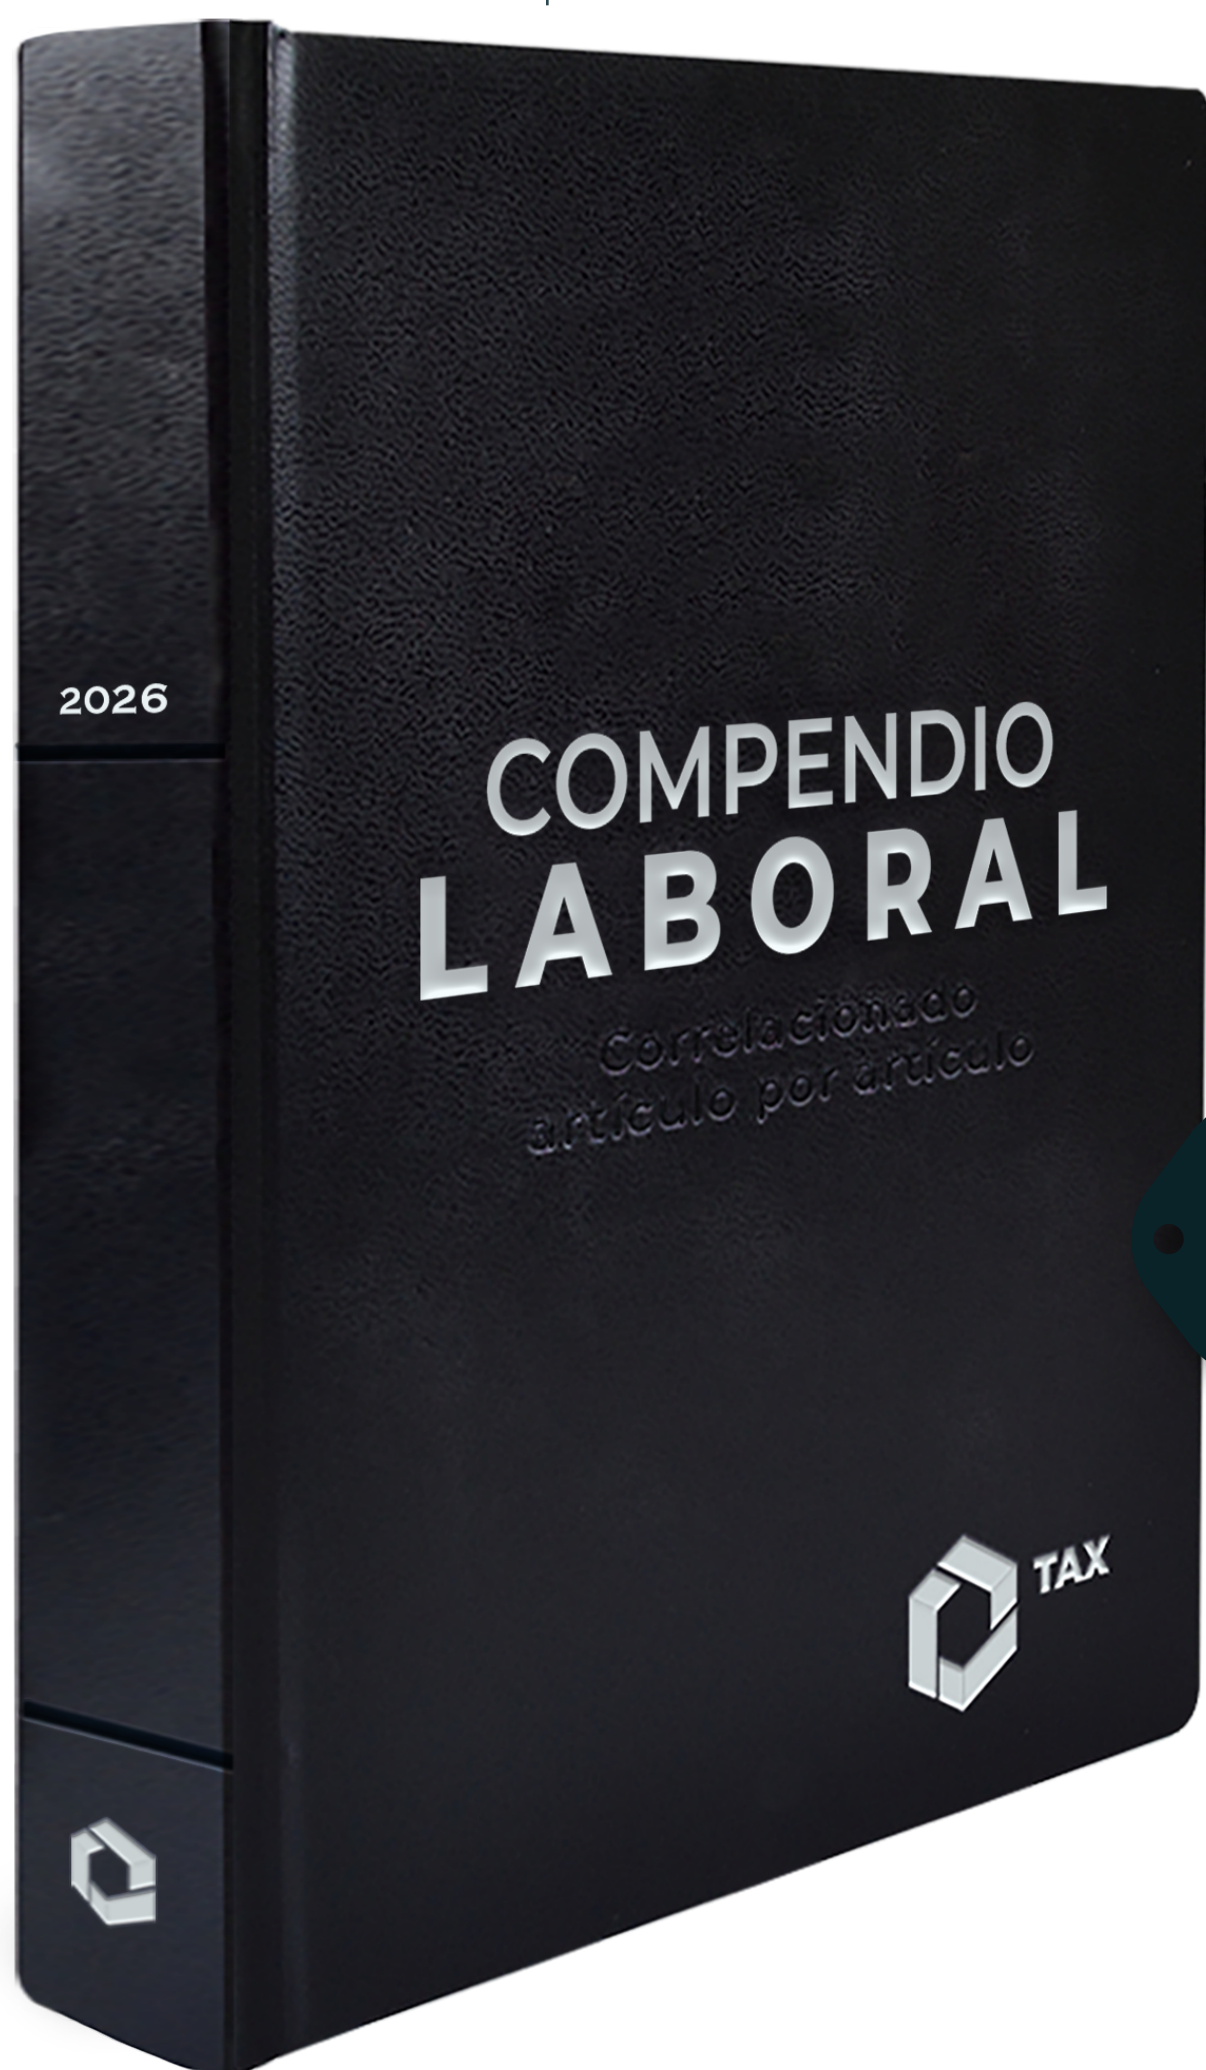 2026
COMPENDIO
LABORAL
Correlacionado
artículo por artículo
TAX